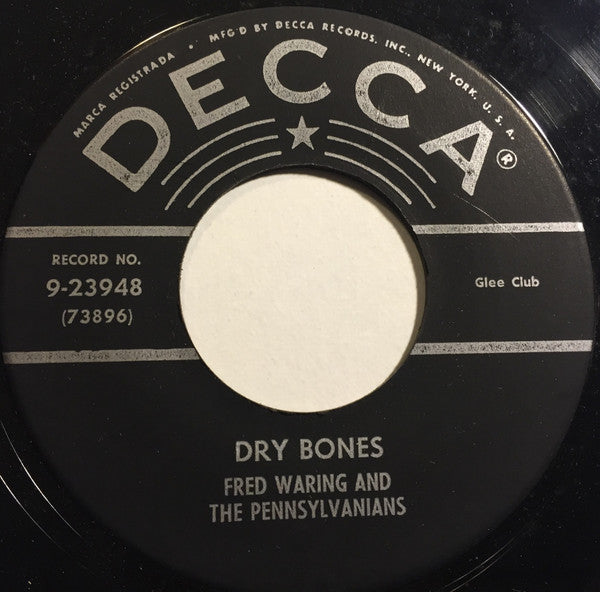 MARCA REGISTRADA • MFG'D BY DECCA RECORDS, INC., NEW YORK, U. S. A.
DECCA®
RECORD NO.
9-23948
(73896)
Glee Club
DRY BONES
FRED WARING AND
THE PENNSYLVANIANS